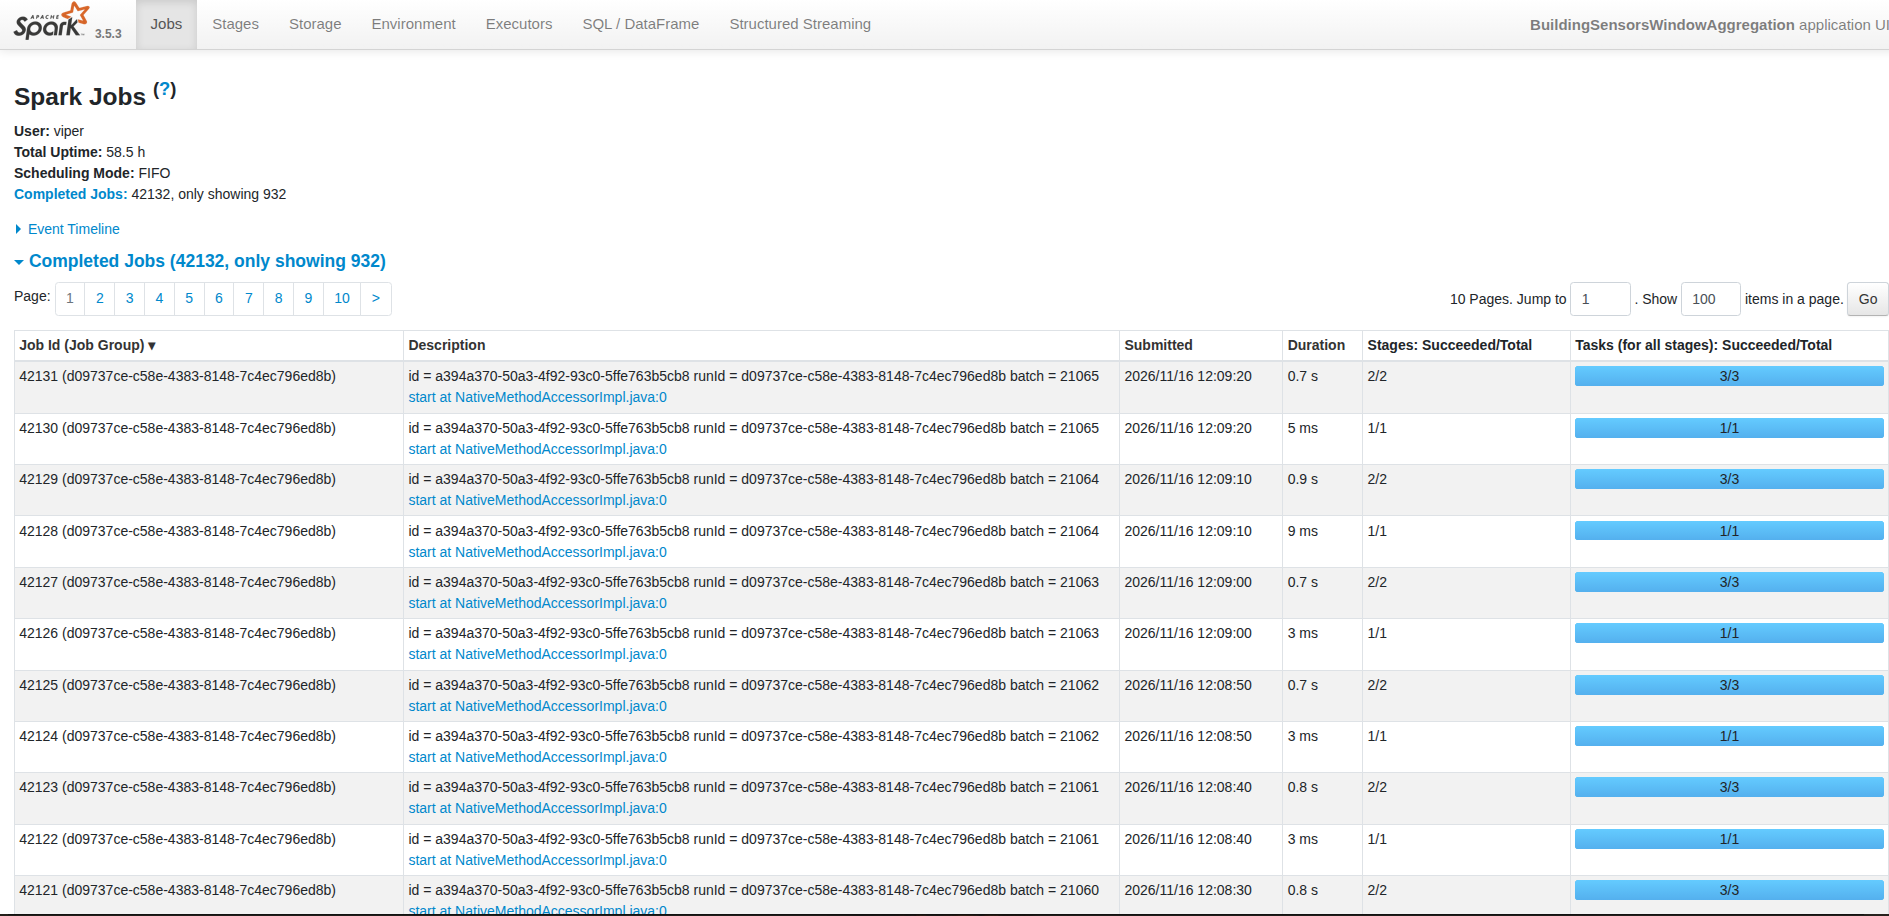 APACHE Spark 3.5.3 Jobs Stages Storage Environment Executors SQL / DataFrame Structured Streaming BuildingSensorsWindowAggregation application UI
Spark Jobs (?)
User: viper
Total Uptime: 58.5 h
Scheduling Mode: FIFO
Completed Jobs: 42132, only showing 932
Event Timeline
Completed Jobs (42132, only showing 932)
Page: 1 2 3 4 5 6 7 8 9 10 > 10 Pages. Jump to 1 . Show 100 items in a page. Go
Job Id (Job Group) ▾ Description Submitted Duration Stages: Succeeded/Total Tasks (for all stages): Succeeded/Total
42131 (d09737ce-c58e-4383-8148-7c4ec796ed8b) id = a394a370-50a3-4f92-93c0-5ffe763b5cb8 runId = d09737ce-c58e-4383-8148-7c4ec796ed8b batch = 21065 2026/11/16 12:09:20 0.7 s 2/2 3/3
start at NativeMethodAccessorImpl.java:0
42130 (d09737ce-c58e-4383-8148-7c4ec796ed8b) id = a394a370-50a3-4f92-93c0-5ffe763b5cb8 runId = d09737ce-c58e-4383-8148-7c4ec796ed8b batch = 21065 2026/11/16 12:09:20 5 ms 1/1 1/1
start at NativeMethodAccessorImpl.java:0
42129 (d09737ce-c58e-4383-8148-7c4ec796ed8b) id = a394a370-50a3-4f92-93c0-5ffe763b5cb8 runId = d09737ce-c58e-4383-8148-7c4ec796ed8b batch = 21064 2026/11/16 12:09:10 0.9 s 2/2 3/3
start at NativeMethodAccessorImpl.java:0
42128 (d09737ce-c58e-4383-8148-7c4ec796ed8b) id = a394a370-50a3-4f92-93c0-5ffe763b5cb8 runId = d09737ce-c58e-4383-8148-7c4ec796ed8b batch = 21064 2026/11/16 12:09:10 9 ms 1/1 1/1
start at NativeMethodAccessorImpl.java:0
42127 (d09737ce-c58e-4383-8148-7c4ec796ed8b) id = a394a370-50a3-4f92-93c0-5ffe763b5cb8 runId = d09737ce-c58e-4383-8148-7c4ec796ed8b batch = 21063 2026/11/16 12:09:00 0.7 s 2/2 3/3
start at NativeMethodAccessorImpl.java:0
42126 (d09737ce-c58e-4383-8148-7c4ec796ed8b) id = a394a370-50a3-4f92-93c0-5ffe763b5cb8 runId = d09737ce-c58e-4383-8148-7c4ec796ed8b batch = 21063 2026/11/16 12:09:00 3 ms 1/1 1/1
start at NativeMethodAccessorImpl.java:0
42125 (d09737ce-c58e-4383-8148-7c4ec796ed8b) id = a394a370-50a3-4f92-93c0-5ffe763b5cb8 runId = d09737ce-c58e-4383-8148-7c4ec796ed8b batch = 21062 2026/11/16 12:08:50 0.7 s 2/2 3/3
start at NativeMethodAccessorImpl.java:0
42124 (d09737ce-c58e-4383-8148-7c4ec796ed8b) id = a394a370-50a3-4f92-93c0-5ffe763b5cb8 runId = d09737ce-c58e-4383-8148-7c4ec796ed8b batch = 21062 2026/11/16 12:08:50 3 ms 1/1 1/1
start at NativeMethodAccessorImpl.java:0
42123 (d09737ce-c58e-4383-8148-7c4ec796ed8b) id = a394a370-50a3-4f92-93c0-5ffe763b5cb8 runId = d09737ce-c58e-4383-8148-7c4ec796ed8b batch = 21061 2026/11/16 12:08:40 0.8 s 2/2 3/3
start at NativeMethodAccessorImpl.java:0
42122 (d09737ce-c58e-4383-8148-7c4ec796ed8b) id = a394a370-50a3-4f92-93c0-5ffe763b5cb8 runId = d09737ce-c58e-4383-8148-7c4ec796ed8b batch = 21061 2026/11/16 12:08:40 3 ms 1/1 1/1
start at NativeMethodAccessorImpl.java:0
42121 (d09737ce-c58e-4383-8148-7c4ec796ed8b) id = a394a370-50a3-4f92-93c0-5ffe763b5cb8 runId = d09737ce-c58e-4383-8148-7c4ec796ed8b batch = 21060 2026/11/16 12:08:30 0.8 s 2/2 3/3
start at NativeMethodAccessorImpl.java:0